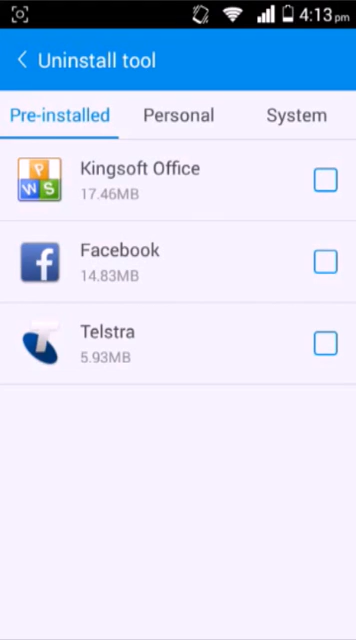 4:13 pm
Uninstall tool
Pre-installed Personal System
P
W S
Kingsoft Office
17.46MB
f
Facebook
14.83MB
T
Telstra
5.93MB